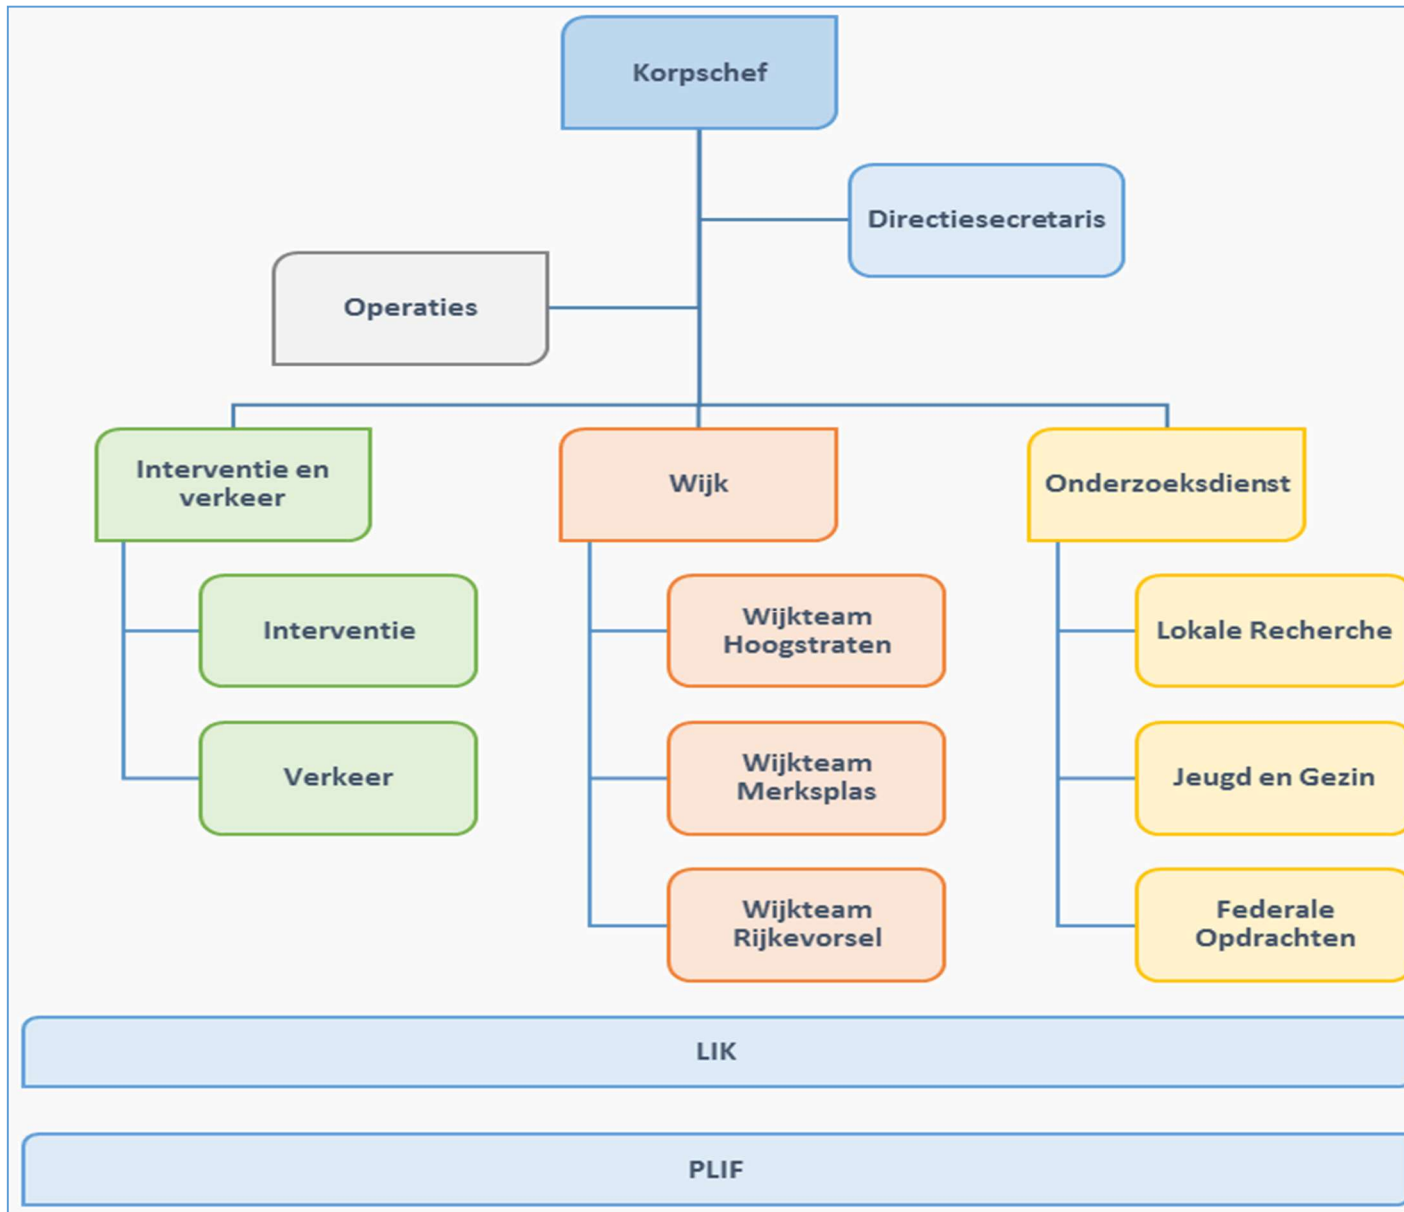 Korpschef
Directiesecretaris
Operaties
Interventie en
verkeer
Wijk
Onderzoeksdienst
Interventie
Wijkteam
Hoogstraten
Lokale Recherche
Verkeer
Wijkteam
Merksplas
Jeugd en Gezin
Wijkteam
Rijkevorsel
Federale
Opdrachten
LIK
PLIF